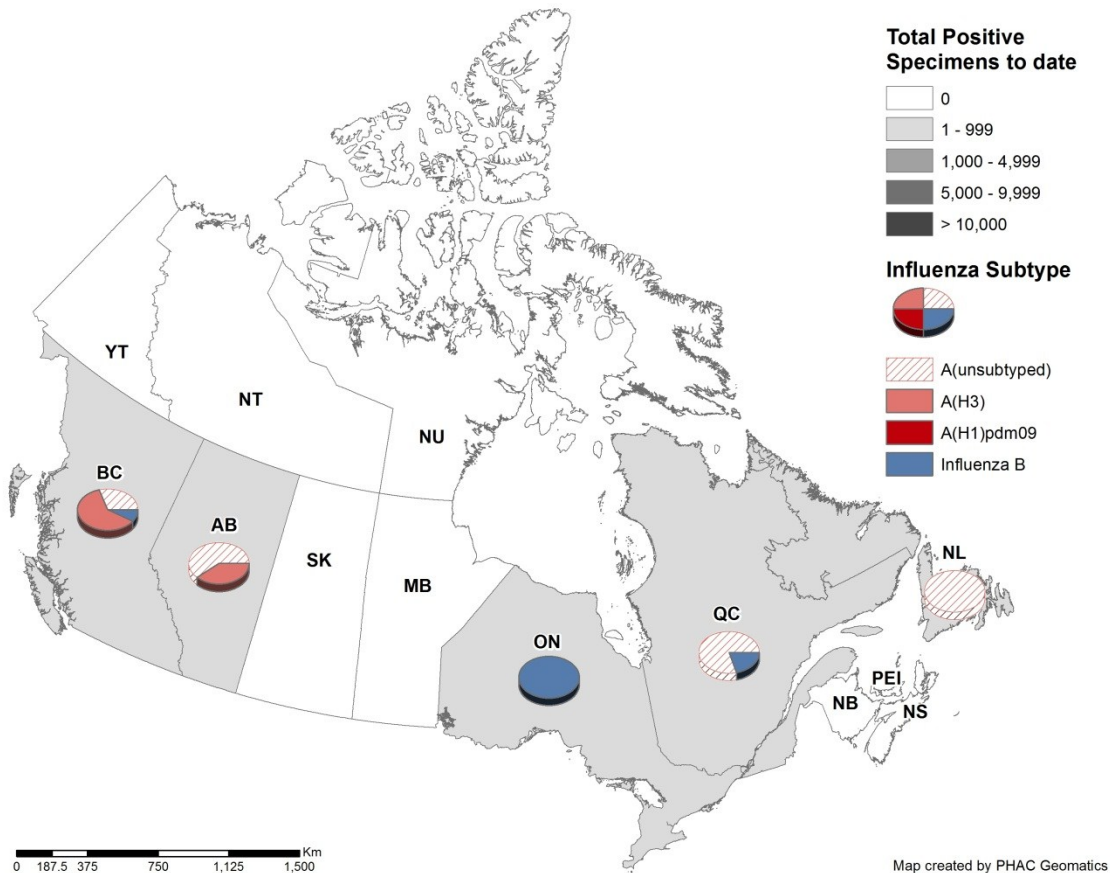 Total Positive
Specimens to date
0
1 - 999
1,000 - 4,999
5,000 - 9,999
> 10,000
Influenza Subtype
A(unsubtyped)
A(H3)
A(H1)pdm09
Influenza B
YT
NT
NU
BC
AB
SK
MB
ON
QC
NL
PEI
NB
NS
Km
0 187.5 375 750 1,125 1,500
Map created by PHAC Geomatics